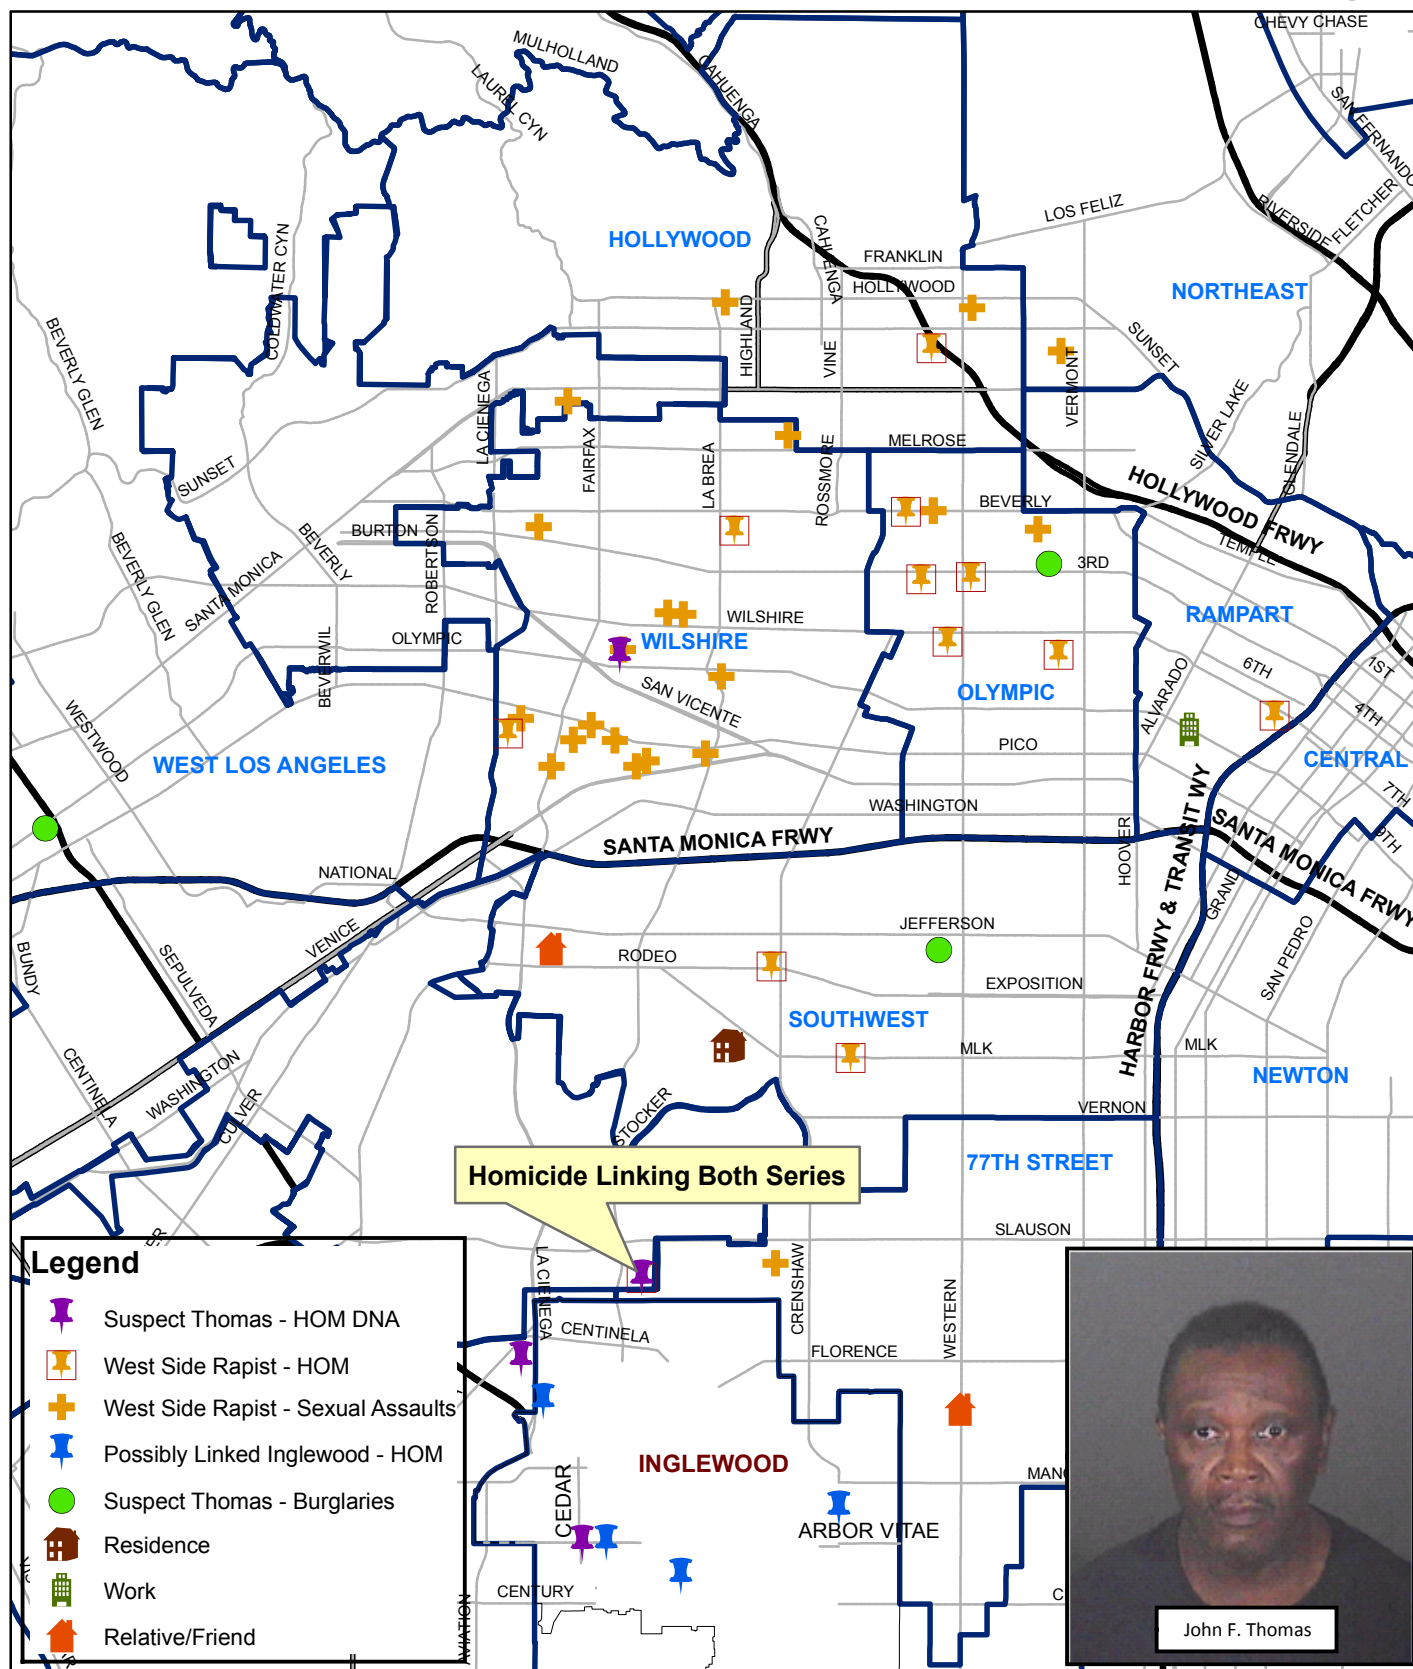 CHEVY CHASE
MULHOLLAND
CAHUENGA
LAUREL CYN
SAN FERNANDO
LOS FELIZ
RIVERSIDE
FLETCHER
HOLLYWOOD
CAHUENGA
FRANKLIN
HOLLYWOOD
NORTHEAST
COLDWATER CYN
BEVERLY GLEN
HIGHLAND
VINE
SUNSET
VERMONT
LA CIENEGA
SILVER LAKE
GLENDALE
FAIRFAX
LA BREA
ROSSMORE
MELROSE
SUNSET
HOLLYWOOD FRWY
BEVERLY
BEVERLY GLEN
SANTA MONICA
BEVERLY
BURTON
ROBERTSON
TEMPLE
3RD
WILSHIRE
RAMPART
OLYMPIC
WILSHIRE
BEVERWIL
6TH
1ST
ALVARADO
OLYMPIC
SAN VICENTE
4TH
WESTWOOD
PICO
WEST LOS ANGELES
CENTRAL
7TH
WASHINGTON
9TH
SANTA MONICA FRWY
HOOVER
HARBOR FRWY & TRANSIT WY
SANTA MONICA FRWY
NATIONAL
GRAND
JEFFERSON
VENICE
BUNDY
SEPULVEDA
RODEO
SAN PEDRO
EXPOSITION
SOUTHWEST
MLK
MLK
CENTINELA
WASHINGTON
CULVER
NEWTON
STOCKER
VERNON
77TH STREET
Homicide Linking Both Series
SLAUSON
LA CIENEGA
CRENSHAW
WESTERN
CENTINELA
FLORENCE
INGLEWOOD
CEDAR
ARBOR VITAE
CENTURY
AVIATION
Legend
Suspect Thomas - HOM DNA
West Side Rapist - HOM
West Side Rapist - Sexual Assaults
Possibly Linked Inglewood - HOM
Suspect Thomas - Burglaries
Residence
Work
Relative/Friend
John F. Thomas